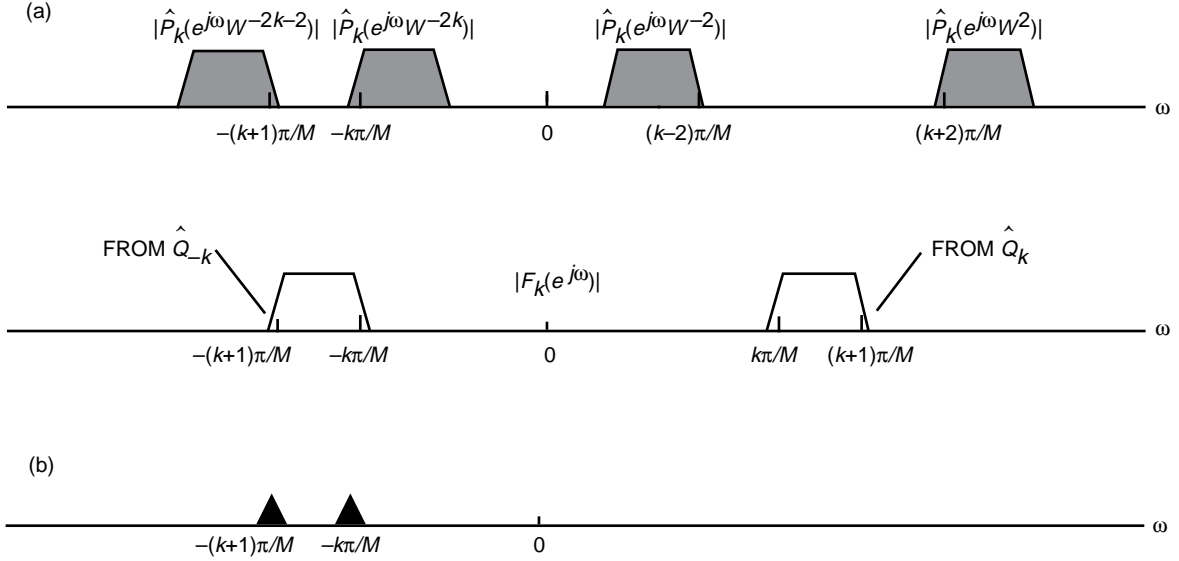 (a)
|P̂k(e^jωW^−2k−2)| |P̂k(e^jωW^−2k)| |P̂k(e^jωW^−2)| |P̂k(e^jωW^2)|
ω
−(k+1)π/M −kπ/M 0 (k−2)π/M (k+2)π/M
FROM Q̂−k FROM Q̂k
|Fk(e^jω)|
ω
−(k+1)π/M −kπ/M 0 kπ/M (k+1)π/M
(b)
ω
−(k+1)π/M −kπ/M 0